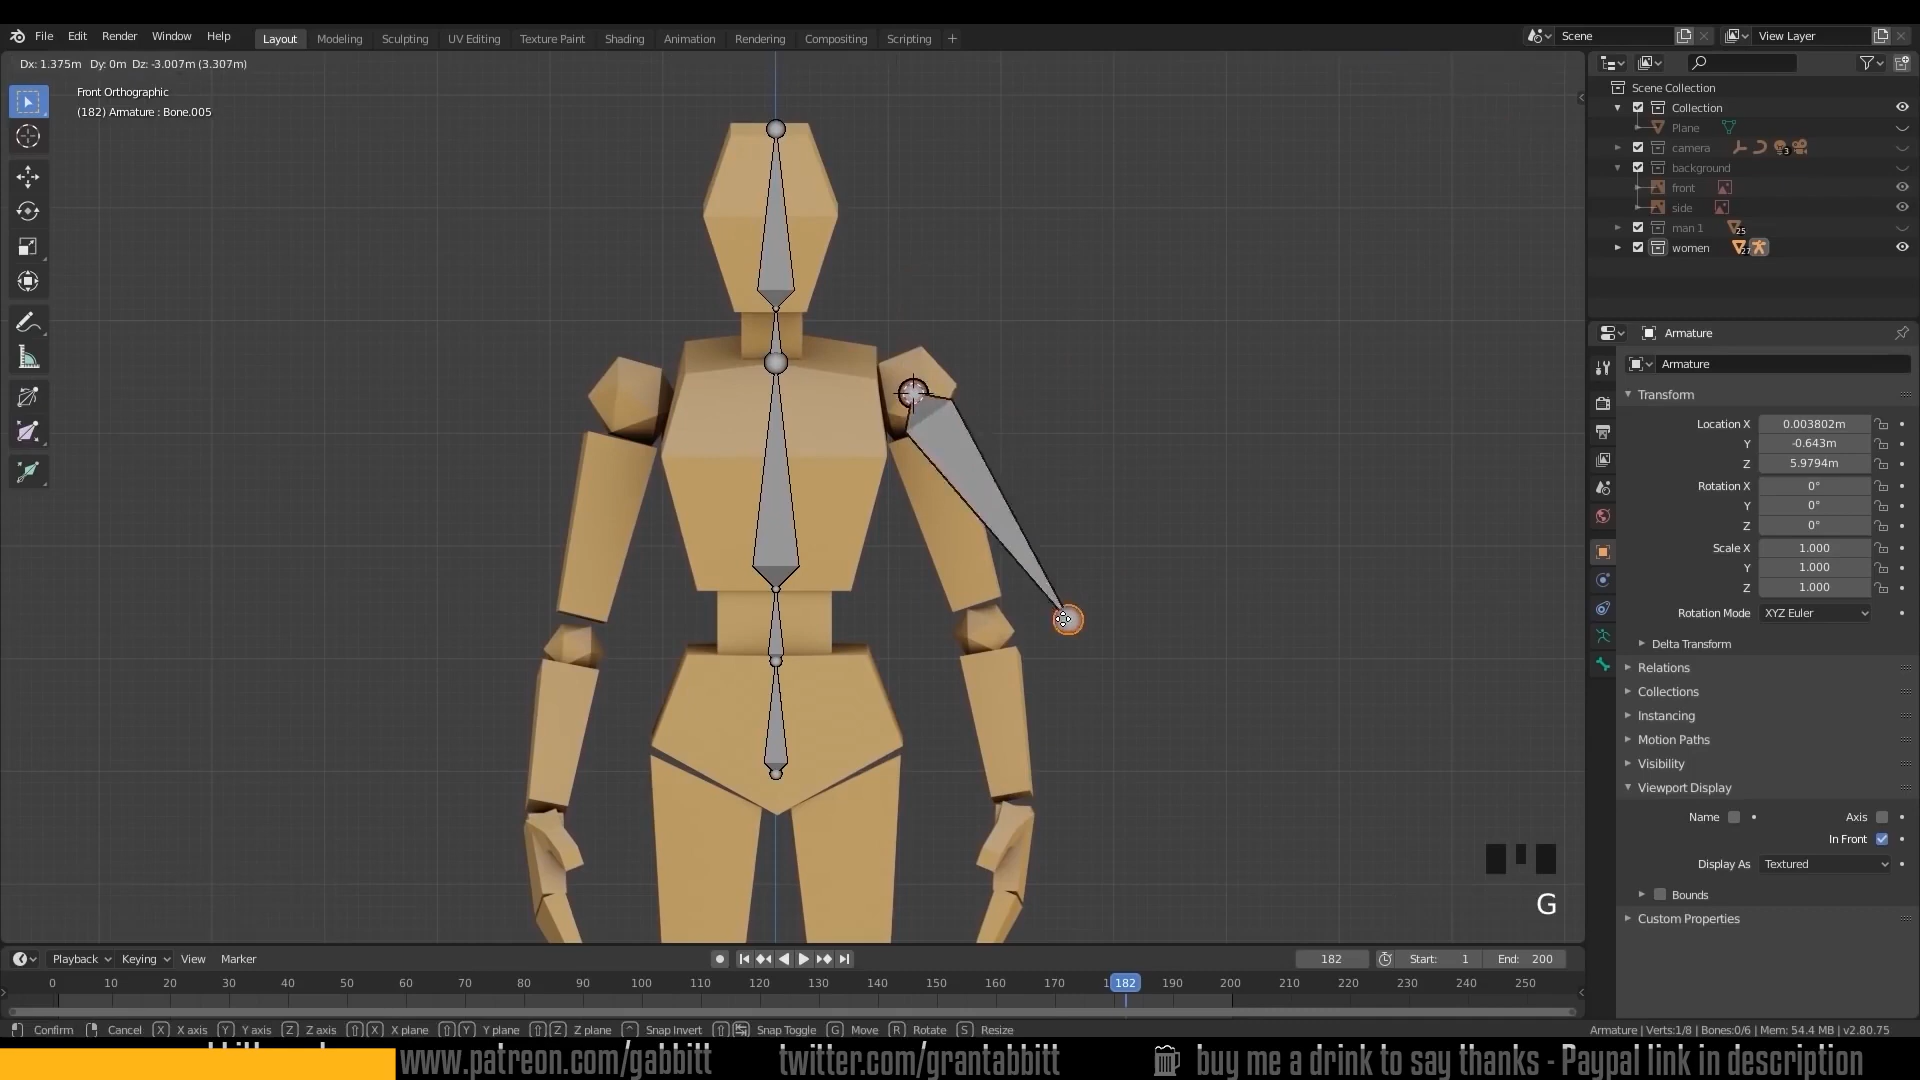 File Edit Render Window Help Layout Modeling Sculpting UV Editing Texture Paint Shading Animation Rendering Compositing Scripting + Scene View Layer
Dx: 1.375m Dy: 0m Dz: -3.007m (3.307m)
Front Orthographic
(182) Armature : Bone.005
Scene Collection
Collection
Plane
camera 3
background
front
side
man 1 25
women 27
Armature
Armature
Transform
Location X 0.003802m
Y -0.643m
Z 5.9794m
Rotation X 0°
Y 0°
Z 0°
Scale X 1.000
Y 1.000
Z 1.000
Rotation Mode XYZ Euler
Delta Transform
Relations
Collections
Instancing
Motion Paths
Visibility
Viewport Display
Name Axis
In Front
Display As Textured
Bounds
Custom Properties
G
Playback Keying View Marker 182 Start: 1 End: 200
0 10 20 30 40 50 60 70 80 90 100 110 120 130 140 150 160 170 182 190 200 210 220 230 240 250
Confirm Cancel X X axis Y Y axis Z Z axis X X plane Y Y plane Z Z plane Snap Invert Snap Toggle G Move R Rotate S Resize Armature | Verts:1/8 | Bones:0/6 | Mem: 54.4 MB | v2.80.75
www.patreon.com/gabbitt twitter.com/grantabbitt buy me a drink to say thanks - Paypal link in description